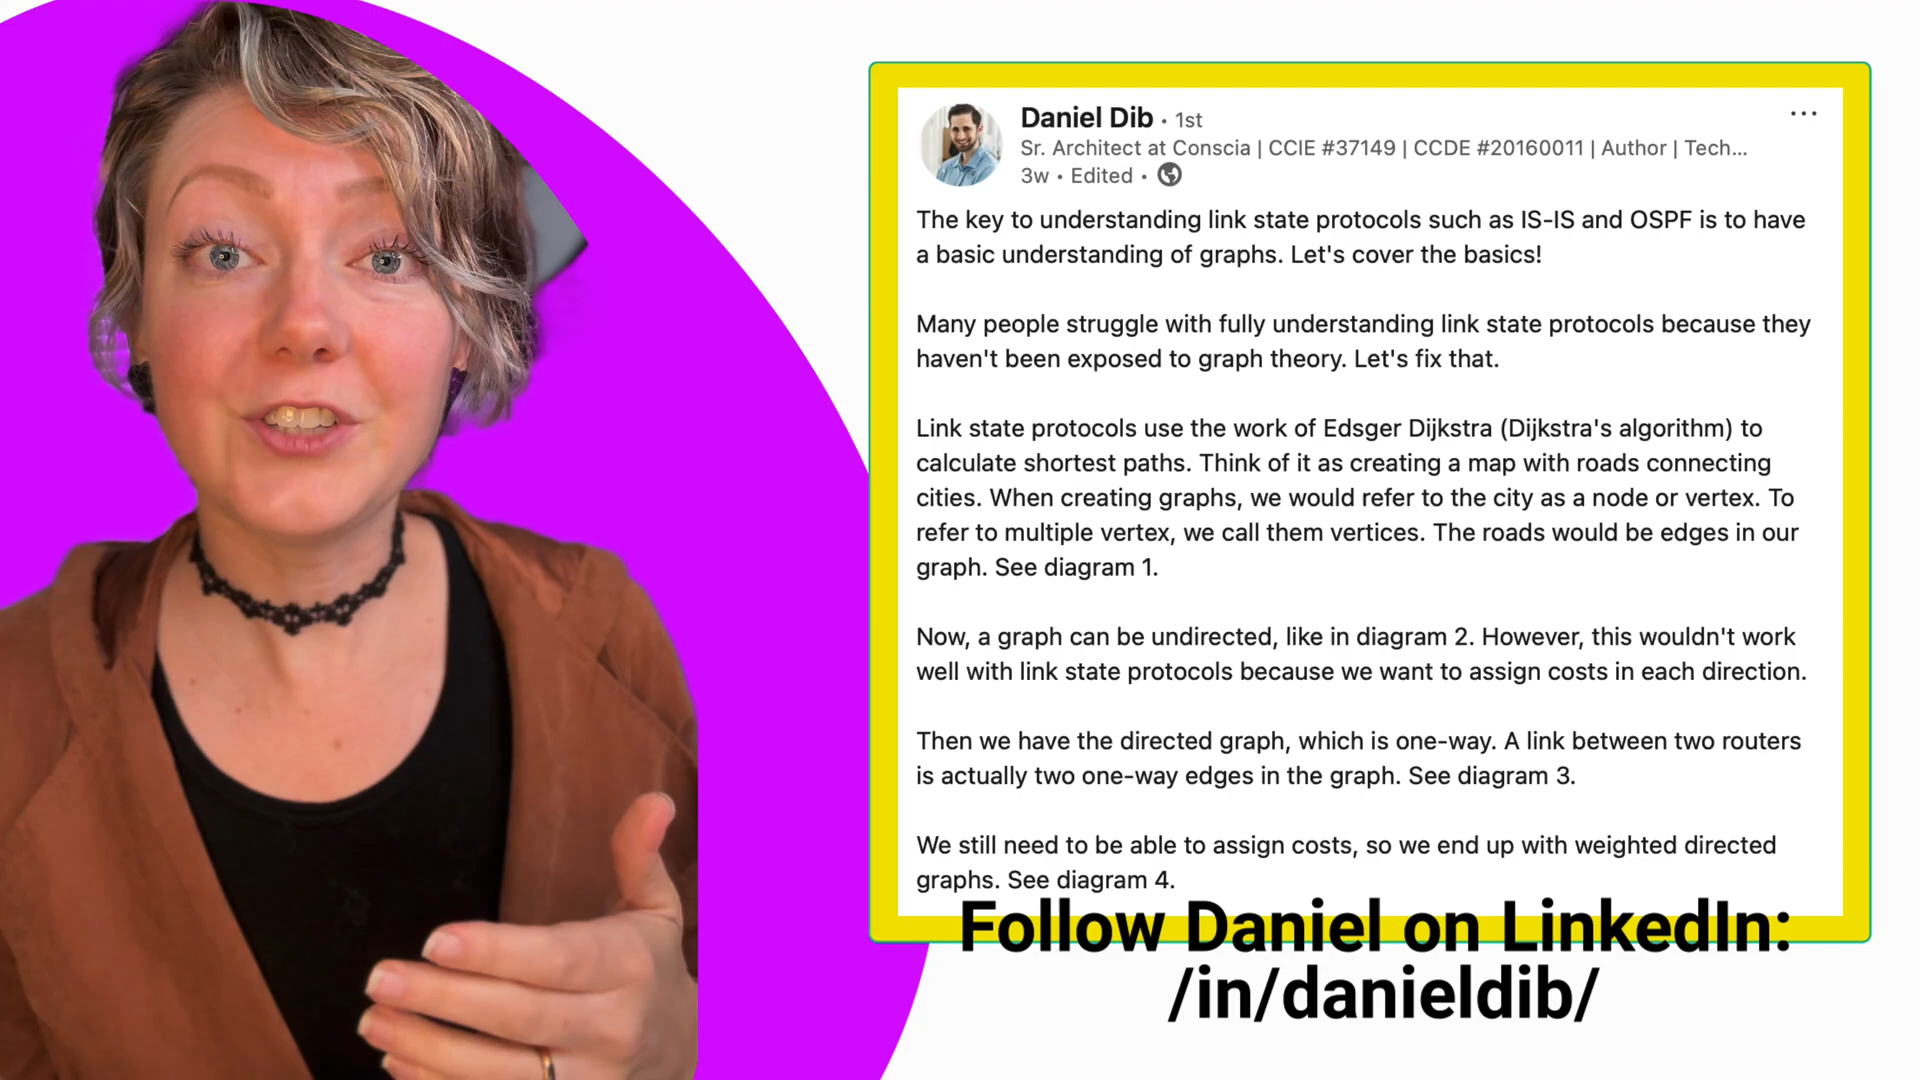 Daniel Dib · 1st
...
Sr. Architect at Conscia | CCIE #37149 | CCDE #20160011 | Author | Tech...
3w • Edited •
The key to understanding link state protocols such as IS-IS and OSPF is to have
a basic understanding of graphs. Let's cover the basics!
Many people struggle with fully understanding link state protocols because they
haven't been exposed to graph theory. Let's fix that.
Link state protocols use the work of Edsger Dijkstra (Dijkstra's algorithm) to
calculate shortest paths. Think of it as creating a map with roads connecting
cities. When creating graphs, we would refer to the city as a node or vertex. To
refer to multiple vertex, we call them vertices. The roads would be edges in our
graph. See diagram 1.
Now, a graph can be undirected, like in diagram 2. However, this wouldn't work
well with link state protocols because we want to assign costs in each direction.
Then we have the directed graph, which is one-way. A link between two routers
is actually two one-way edges in the graph. See diagram 3.
We still need to be able to assign costs, so we end up with weighted directed
graphs. See diagram 4.
Follow Daniel on LinkedIn:
/in/danieldib/